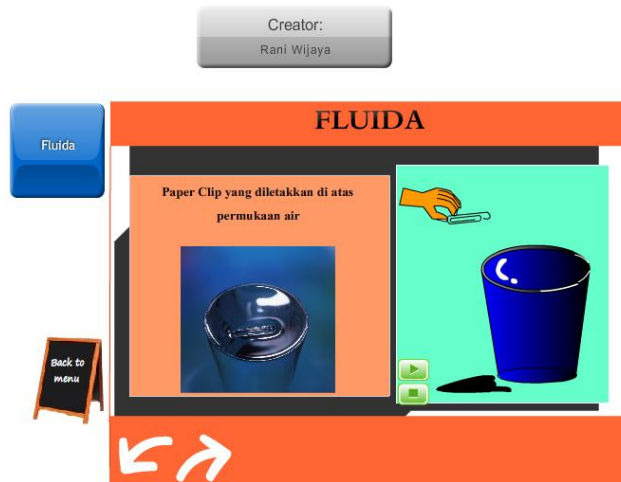 Creator:
Rani Wijaya
Fluida
FLUIDA
Paper Clip yang diletakkan di atas
permukaan air
Back to
menu